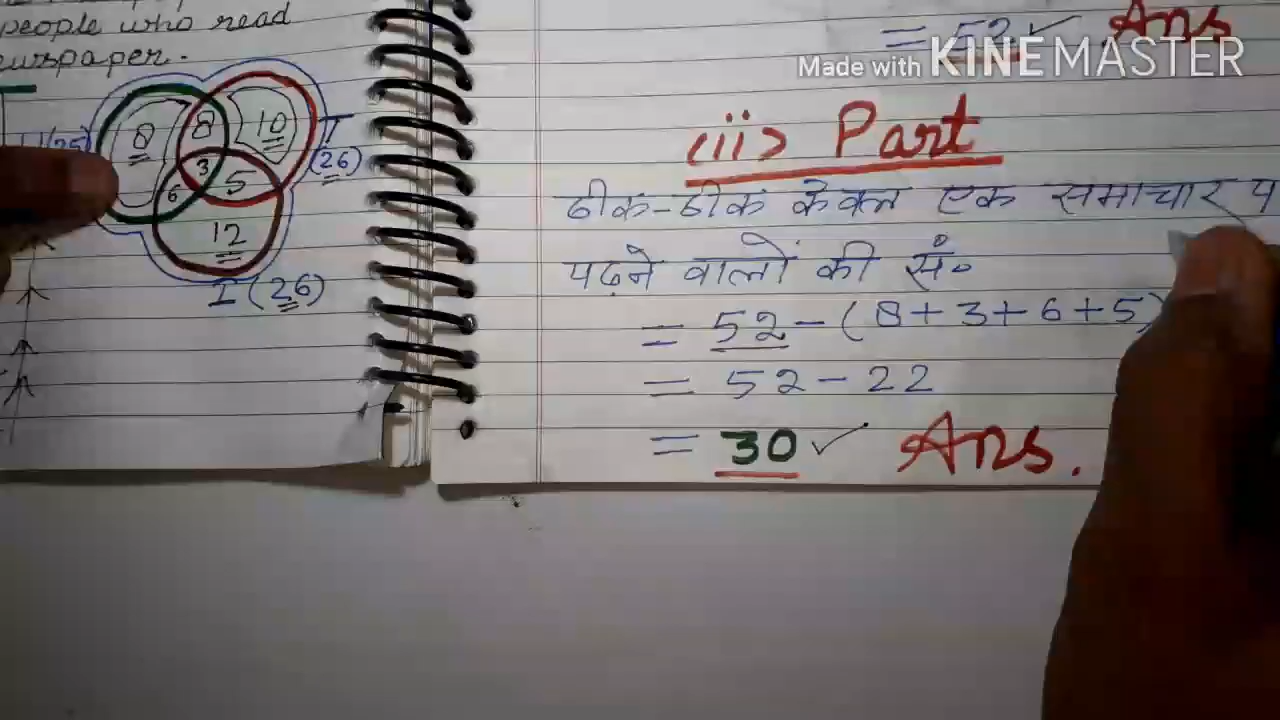 people who read
newspaper.
8
8
10
T
(26)
3
6
5
12
I (26)
= 52 ✓ Ans
Made with KINEMASTER
(ii) Part
ठीक-ठीक केवल एक समाचार प
पढ़ने वालों की सं०
= 52 - (8+3+6+5)
= 52 - 22
= 30 ✓ Ans.